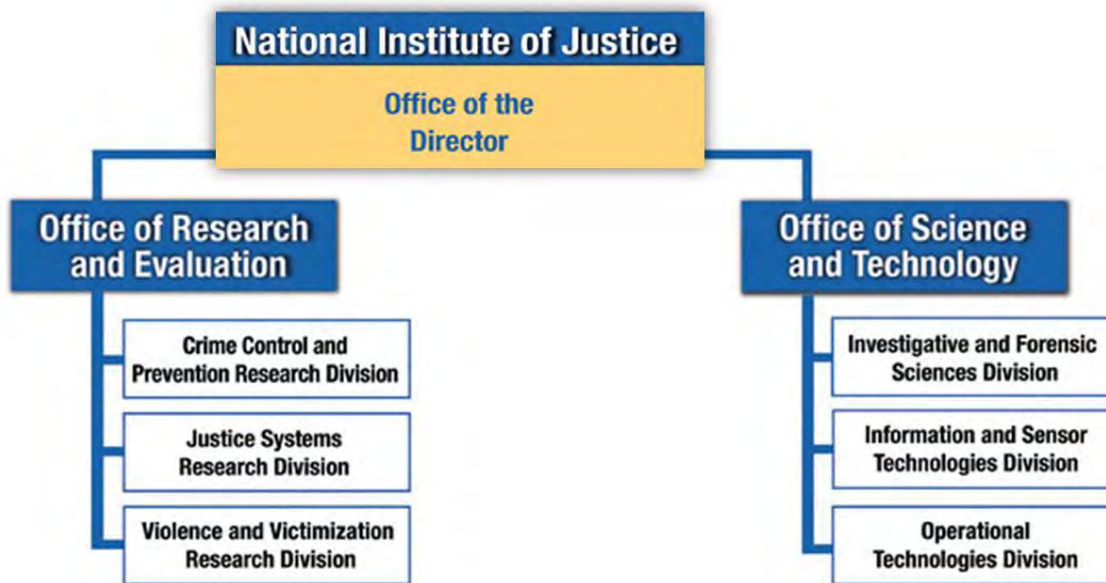 National Institute of Justice
Office of the
Director
Office of Research
and Evaluation
Crime Control and
Prevention Research Division
Justice Systems
Research Division
Violence and Victimization
Research Division
Office of Science
and Technology
Investigative and Forensic
Sciences Division
Information and Sensor
Technologies Division
Operational
Technologies Division